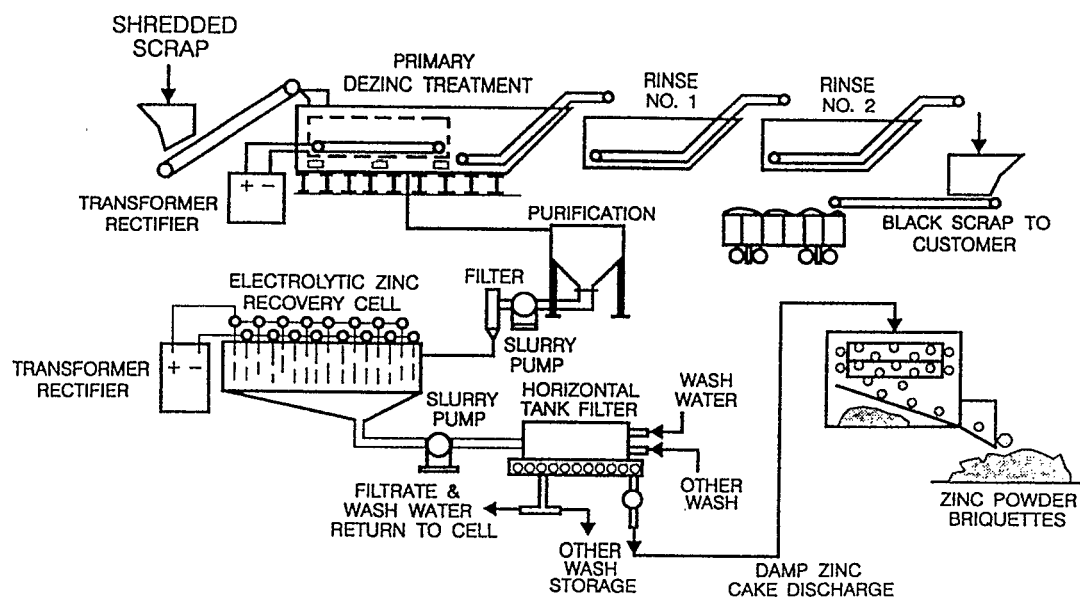 SHREDDED
SCRAP
PRIMARY
DEZINC TREATMENT
RINSE
NO. 1
RINSE
NO. 2
+ −
TRANSFORMER
RECTIFIER
BLACK SCRAP TO
CUSTOMER
PURIFICATION
FILTER
SLURRY
PUMP
ELECTROLYTIC ZINC
RECOVERY CELL
+ −
TRANSFORMER
RECTIFIER
SLURRY
PUMP
HORIZONTAL
TANK FILTER
WASH
WATER
OTHER
WASH
FILTRATE &
WASH WATER
RETURN TO CELL
OTHER
WASH
STORAGE
DAMP ZINC
CAKE DISCHARGE
ZINC POWDER
BRIQUETTES